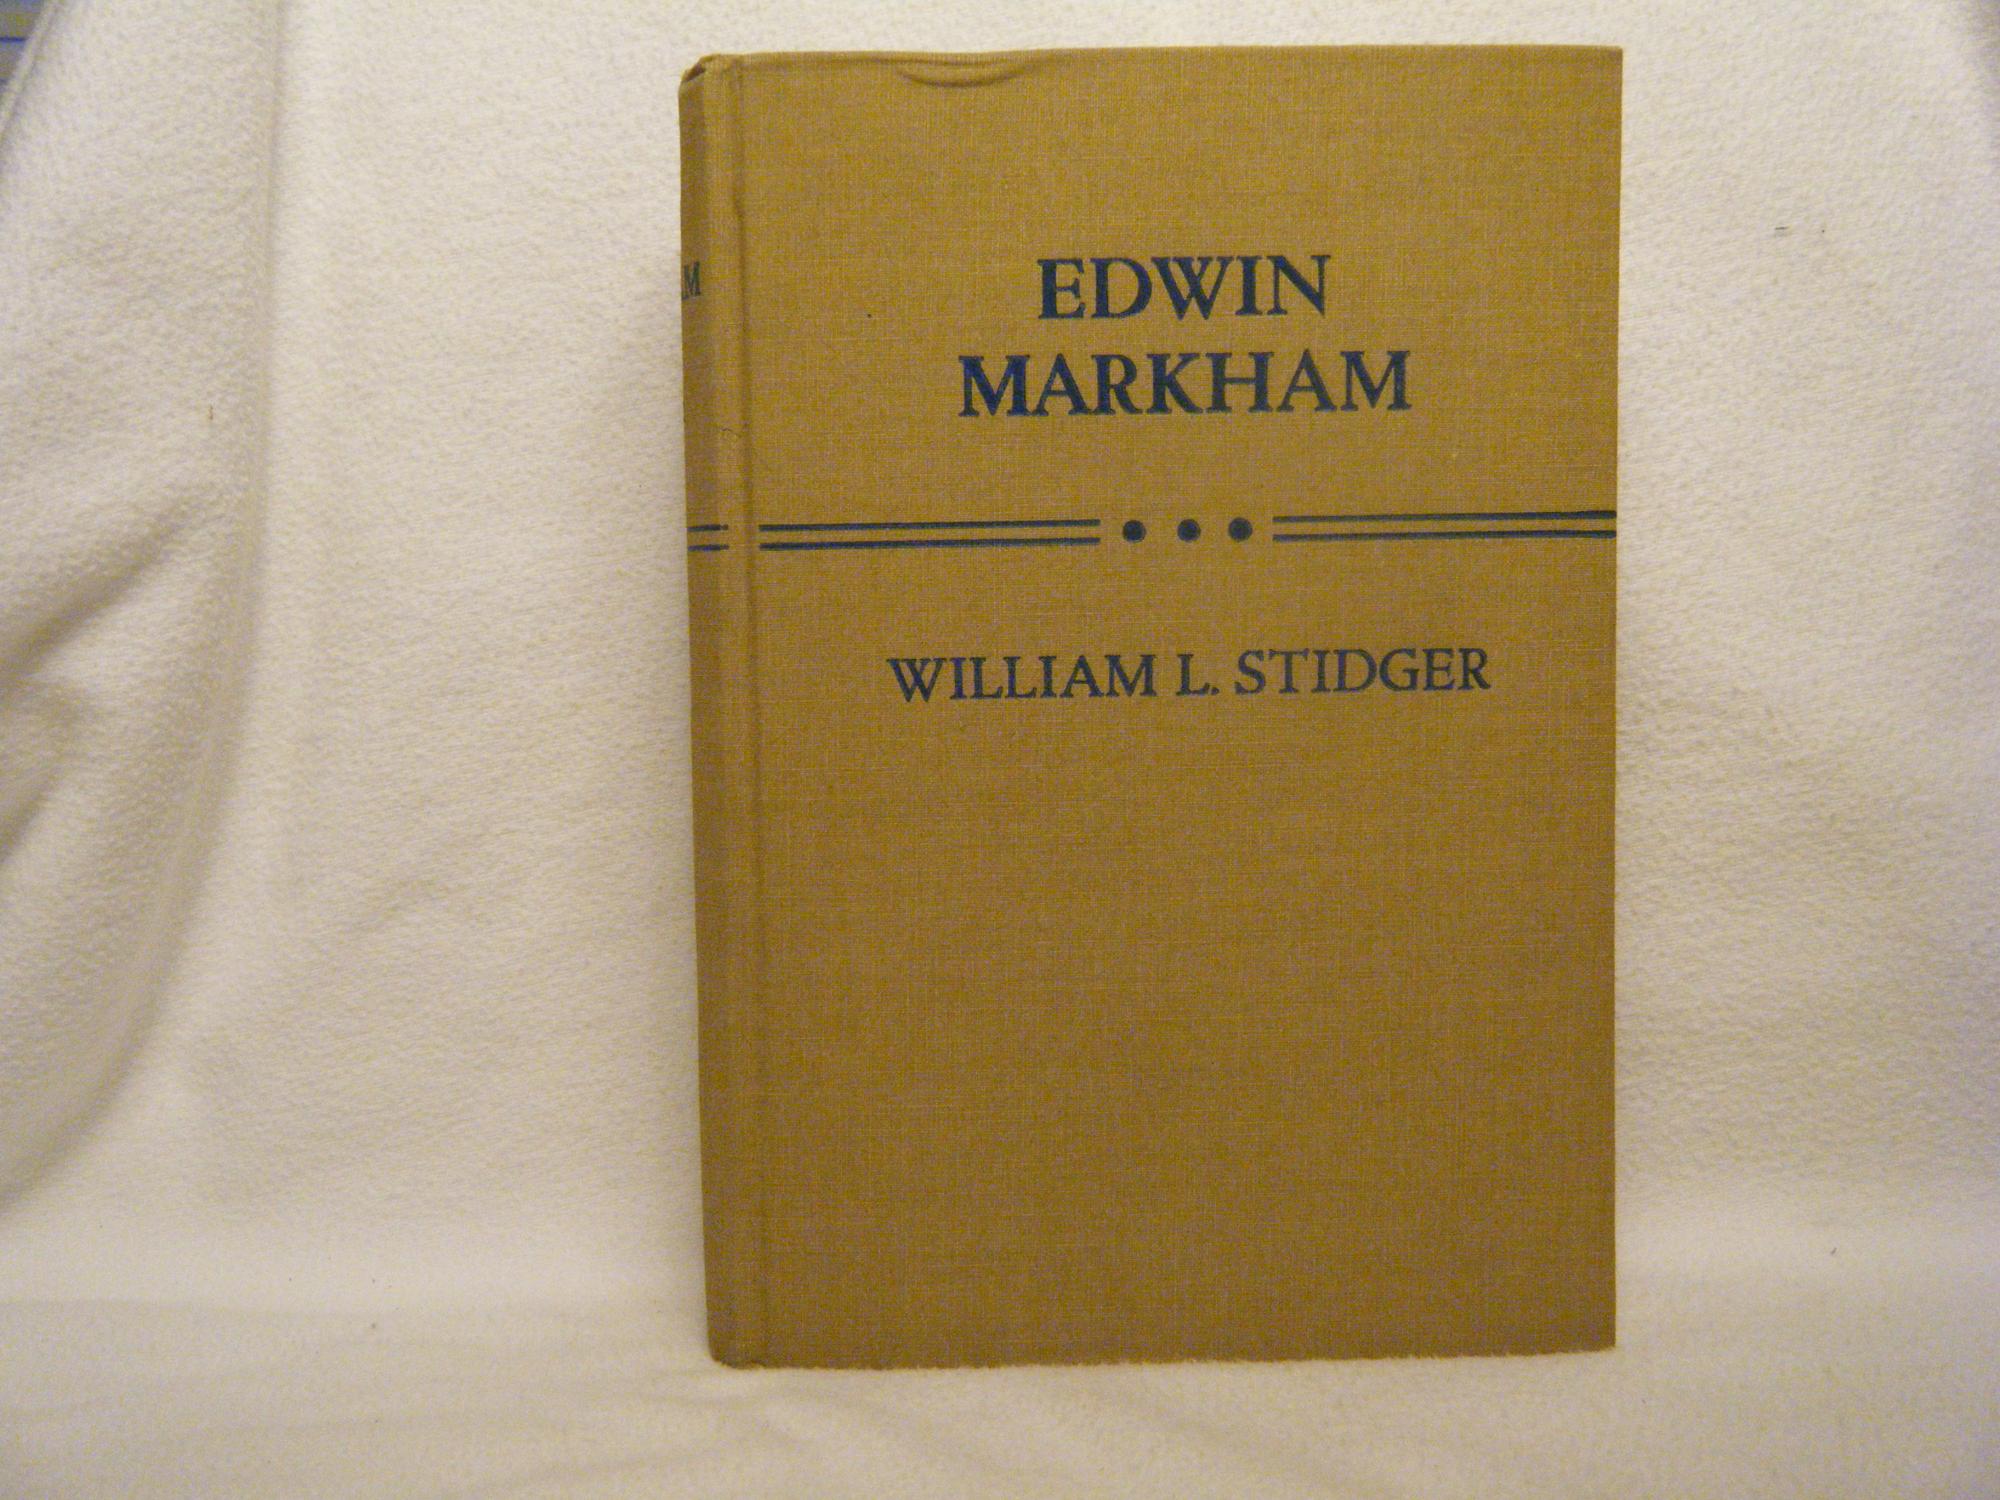 EDWIN
MARKHAM
WILLIAM L. STIDGER